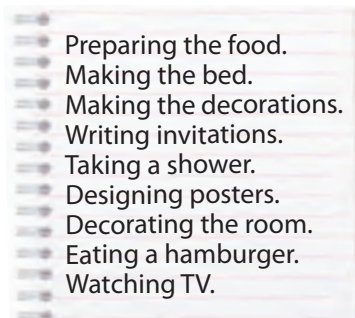 Preparing the food.
Making the bed.
Making the decorations.
Writing invitations.
Taking a shower.
Designing posters.
Decorating the room.
Eating a hamburger.
Watching TV.